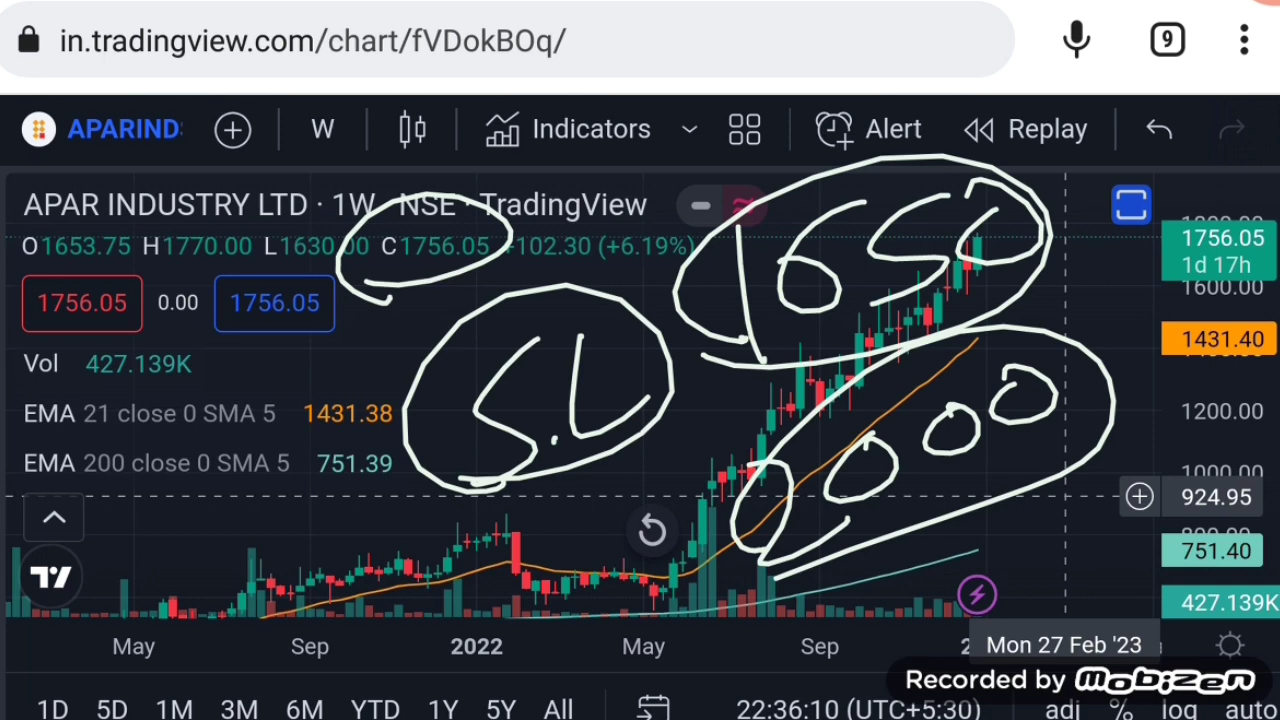 in.tradingview.com/chart/fVDokBOq/ 9
APARIND W Indicators Alert Replay
APAR INDUSTRY LTD · 1W · NSE · TradingView
O1653.75 H1770.00 L1630.00 C1756.05 +102.30 (+6.19%)
1756.05 0.00 1756.05
Vol 427.139K
EMA 21 close 0 SMA 5 1431.38
EMA 200 close 0 SMA 5 751.39
1650
S.L
2000
1756.05
1d 17h
1600.00
1431.40
1200.00
1000.00
924.95
751.40
427.139K
May Sep 2022 May Sep Mon 27 Feb '23
Recorded by mobizen
1D 5D 1M 3M 6M YTD 1Y 5Y All 22:36:10 (UTC+5:30) adj % log auto